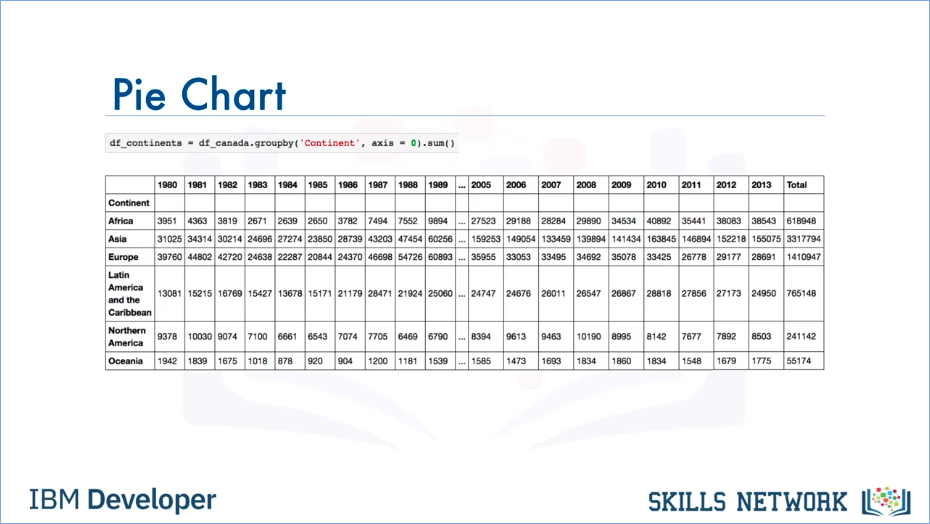 Pie Chart
df_continents = df_canada.groupby('Continent', axis = 0).sum()
1980 1981 1982 1983 1984 1985 1986 1987 1988 1989 ... 2005 2006 2007 2008 2009 2010 2011 2012 2013 Total
Continent
Africa 3951 4363 3819 2671 2639 2650 3782 7494 7552 9894 ... 27523 29188 28284 29890 34534 40892 35441 38083 38543 618948
Asia 31025 34314 30214 24696 27274 23850 28739 43203 47454 60256 ... 159253 149054 133459 139894 141434 163845 146894 152218 155075 3317794
Europe 39760 44802 42720 24638 22287 20844 24370 46698 54726 60893 ... 35955 33053 33495 34692 35078 33425 26778 29177 28691 1410947
Latin
America
and the
Caribbean 13081 15215 16769 15427 13678 15171 21179 28471 21924 25060 ... 24747 24676 26011 26547 26867 28818 27856 27173 24950 765148
Northern
America 9378 10030 9074 7100 6661 6543 7074 7705 6469 6790 ... 8394 9613 9463 10190 8995 8142 7677 7892 8503 241142
Oceania 1942 1839 1675 1018 878 920 904 1200 1181 1539 ... 1585 1473 1693 1834 1860 1834 1548 1679 1775 55174
IBM Developer
SKILLS NETWORK